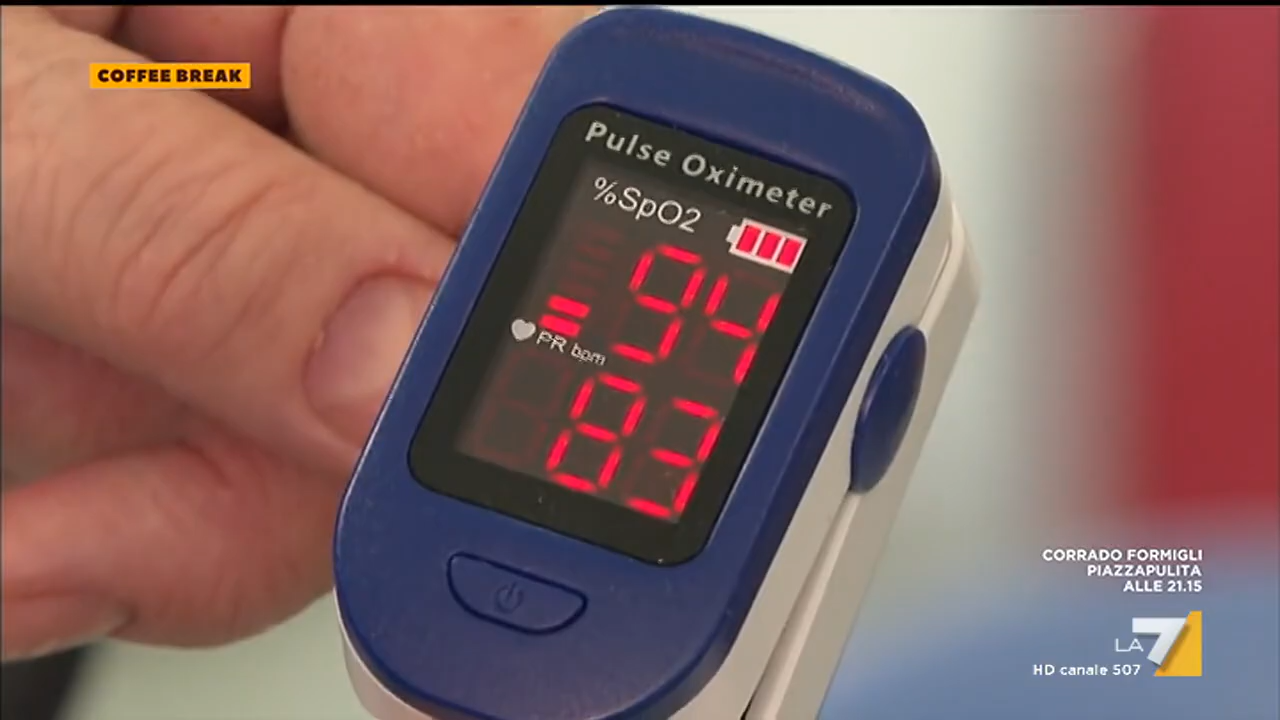 COFFEE BREAK
Pulse Oximeter
%SpO2
94
PR bpm
83
CORRADO FORMIGLI
PIAZZAPULITA
ALLE 21.15
LA7
HD canale 507